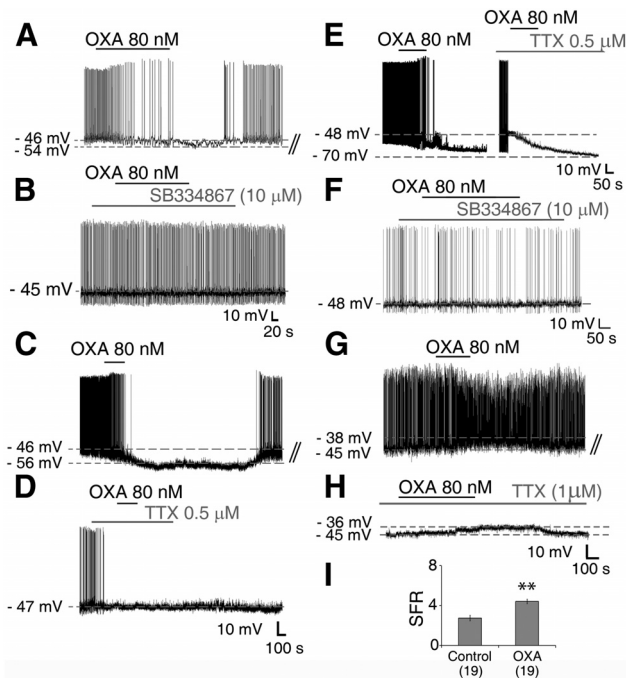 A
OXA 80 nM
- 46 mV
- 54 mV
B
OXA 80 nM
SB334867 (10 µM)
- 45 mV
10 mV
20 s
C
OXA 80 nM
- 46 mV
- 56 mV
D
OXA 80 nM
TTX 0.5 µM
- 47 mV
10 mV
100 s
E
OXA 80 nM
OXA 80 nM
TTX 0.5 µM
- 48 mV
- 70 mV
10 mV
50 s
F
OXA 80 nM
SB334867 (10 µM)
- 48 mV
10 mV
50 s
G
OXA 80 nM
- 38 mV
- 45 mV
H
OXA 80 nM
TTX (1µM)
- 36 mV
- 45 mV
10 mV
100 s
I
SFR
8
4
0
**
Control
(19)
OXA
(19)